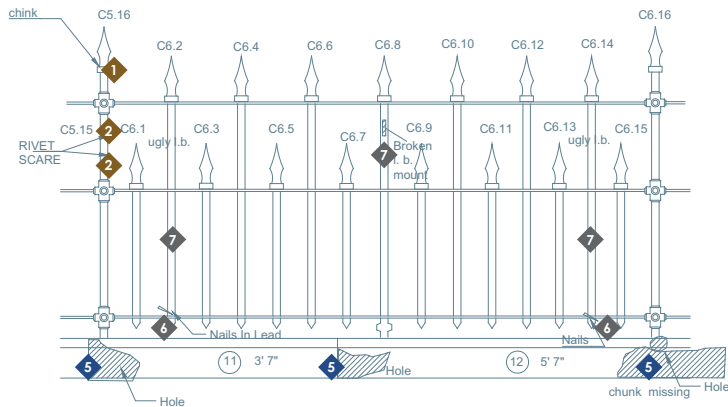 chink
C5.16
C6.2
C6.4
C6.6
C6.8
C6.10
C6.12
C6.14
C6.16
1
C5.15
2
C6.1
ugly l.b.
C6.3
C6.5
C6.7
C6.9
C6.11
C6.13
ugly l.b.
C6.15
RIVET
SCARE
2
Broken
l. b.
mount
7
7
7
6
Nails In Lead
Nails
6
5
11
3' 7"
5
Hole
12
5' 7"
5
chunk missing
Hole
Hole